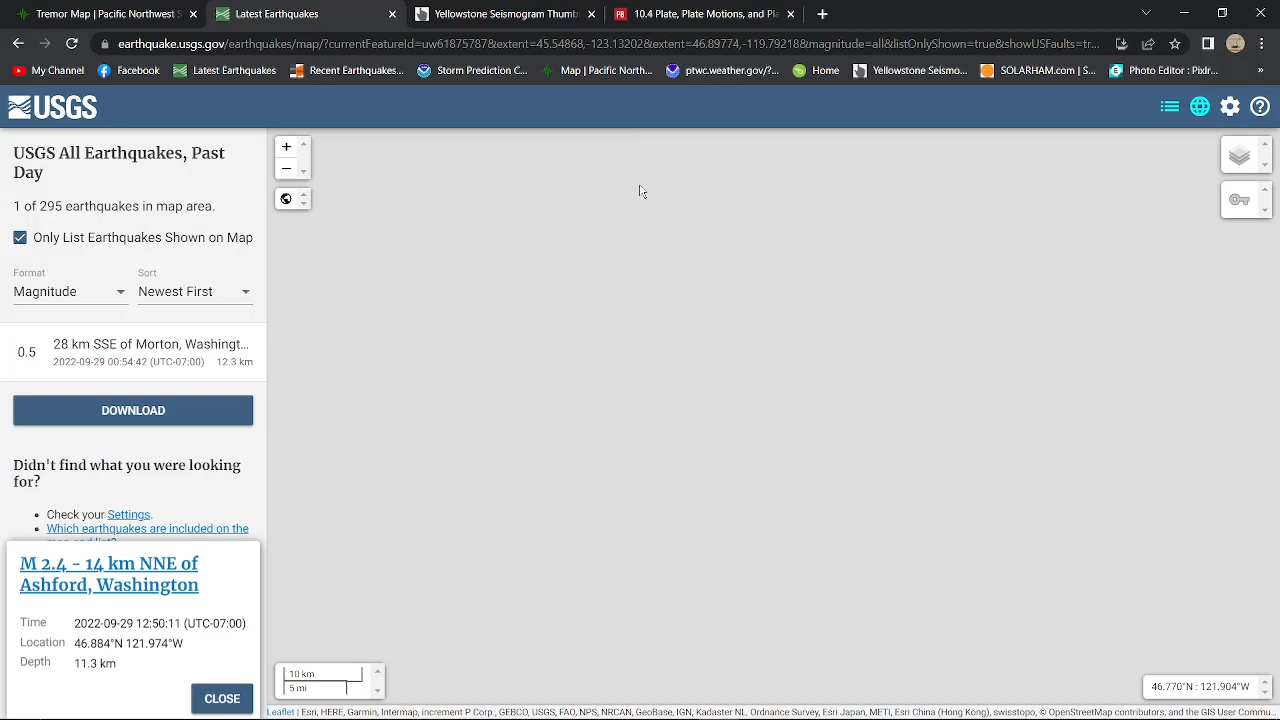 Tremor Map | Pacific Northwest S
Latest Earthquakes
Yellowstone Seismogram Thumb
PB 10.4 Plate, Plate Motions, and Pla
earthquake.usgs.gov/earthquakes/map/?currentFeatureId=uw61875787&extent=45.54868,-123.13202&extent=46.89774,-119.79218&magnitude=all&listOnlyShown=true&showUSFaults=tr...
My Channel
Facebook
Latest Earthquakes
Recent Earthquakes...
Storm Prediction C...
Map | Pacific North...
ptwc.weather.gov/?...
Home
Yellowstone Seismo...
SOLARHAM.com | S...
Photo Editor : Pixlr...
»
USGS
USGS All Earthquakes, Past
Day
1 of 295 earthquakes in map area.
Only List Earthquakes Shown on Map
Format
Sort
Magnitude
Newest First
0.5
28 km SSE of Morton, Washingt...
2022-09-29 00:54:42 (UTC-07:00) 12.3 km
DOWNLOAD
Didn't find what you were looking
for?
• Check your Settings.
• Which earthquakes are included on the
map and list?
M 2.4 - 14 km NNE of
Ashford, Washington
Time 2022-09-29 12:50:11 (UTC-07:00)
Location 46.884°N 121.974°W
Depth 11.3 km
CLOSE
+
−
10 km
5 mi
46.770°N : 121.904°W
Leaflet | Esri, HERE, Garmin, Intermap, increment P Corp., GEBCO, USGS, FAO, NPS, NRCAN, GeoBase, IGN, Kadaster NL, Ordnance Survey, Esri Japan, METI, Esri China (Hong Kong), swisstopo, © OpenStreetMap contributors, and the GIS User Commu...